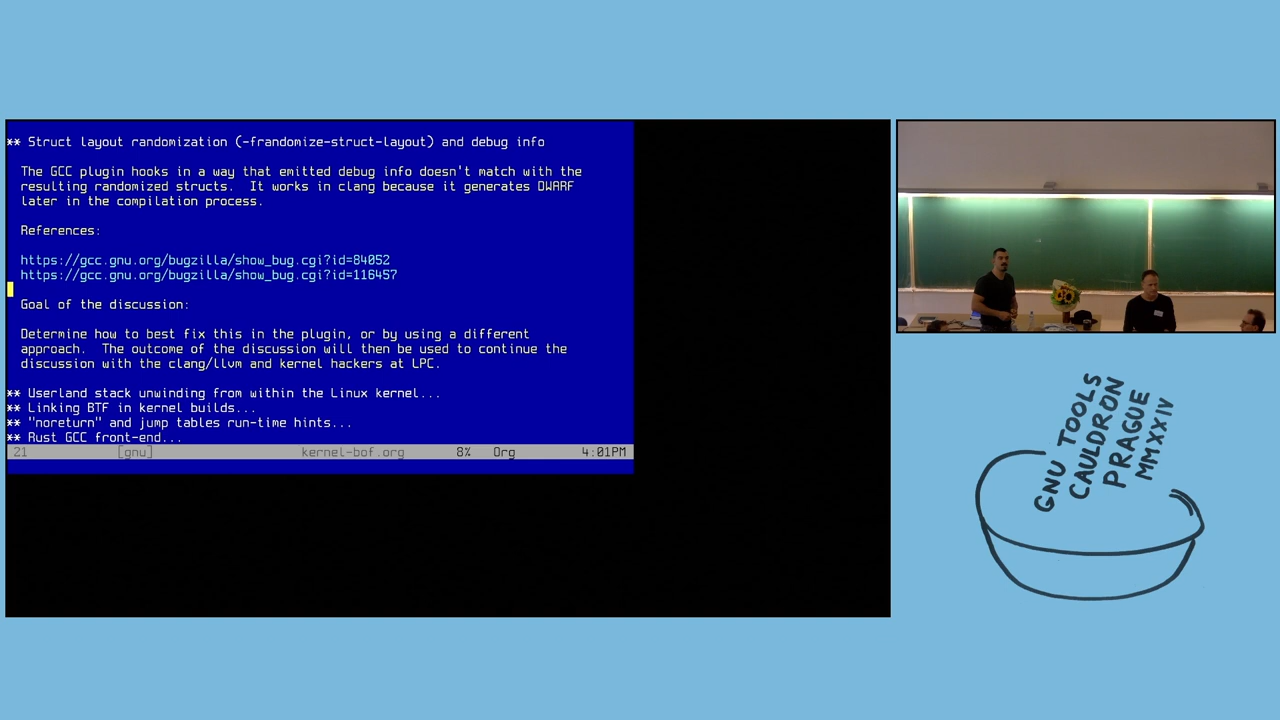 ** Struct layout randomization (-frandomize-struct-layout) and debug info
The GCC plugin hooks in a way that emitted debug info doesn't match with the
resulting randomized structs.  It works in clang because it generates DWARF
later in the compilation process.
References:
https://gcc.gnu.org/bugzilla/show_bug.cgi?id=84052
https://gcc.gnu.org/bugzilla/show_bug.cgi?id=116457
Goal of the discussion:
Determine how to best fix this in the plugin, or by using a different
approach.  The outcome of the discussion will then be used to continue the
discussion with the clang/llvm and kernel hackers at LPC.
** Userland stack unwinding from within the Linux kernel...
** Linking BTF in kernel builds...
** "noreturn" and jump tables run-time hints...
** Rust GCC front-end...
21 [gnu] kernel-bof.org 8% Org 4:01PM
GNU TOOLS
CAULDRON
PRAGUE
MMXXIV